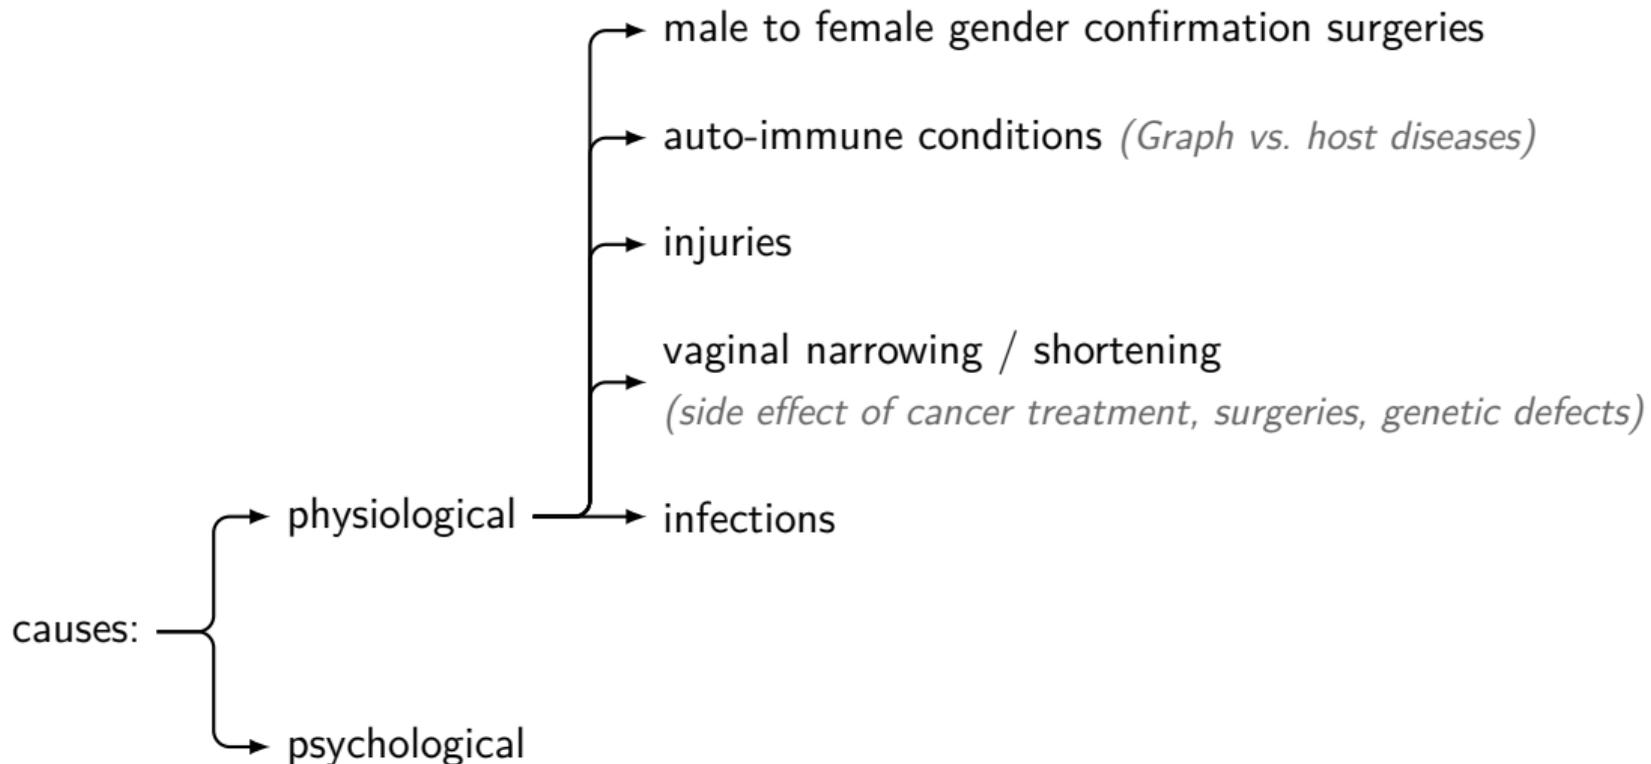 male to female gender confirmation surgeries
auto-immune conditions (Graph vs. host diseases)
injuries
vaginal narrowing / shortening
(side effect of cancer treatment, surgeries, genetic defects)
physiological
infections
causes:
psychological